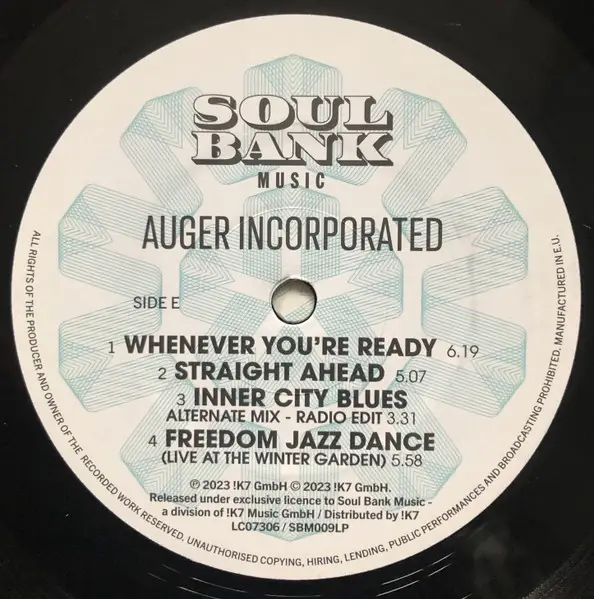 SOUL
BANK
MUSIC
AUGER INCORPORATED
SIDE E
1 WHENEVER YOU'RE READY 6.19
2 STRAIGHT AHEAD 5.07
3 INNER CITY BLUES
ALTERNATE MIX - RADIO EDIT 3.31
4 FREEDOM JAZZ DANCE
(LIVE AT THE WINTER GARDEN) 5.58
℗ 2023 !K7 GmbH © 2023 !K7 GmbH.
Released under exclusive licence to Soul Bank Music -
a division of !K7 Music GmbH / Distributed by !K7
LC07306 / SBM009LP
ALL RIGHTS OF THE PRODUCER AND OWNER OF THE RECORDED WORK RESERVED. UNAUTHORISED COPYING, HIRING, LENDING, PUBLIC PERFORMANCES AND BROADCASTING PROHIBITED. MANUFACTURED IN E.U.